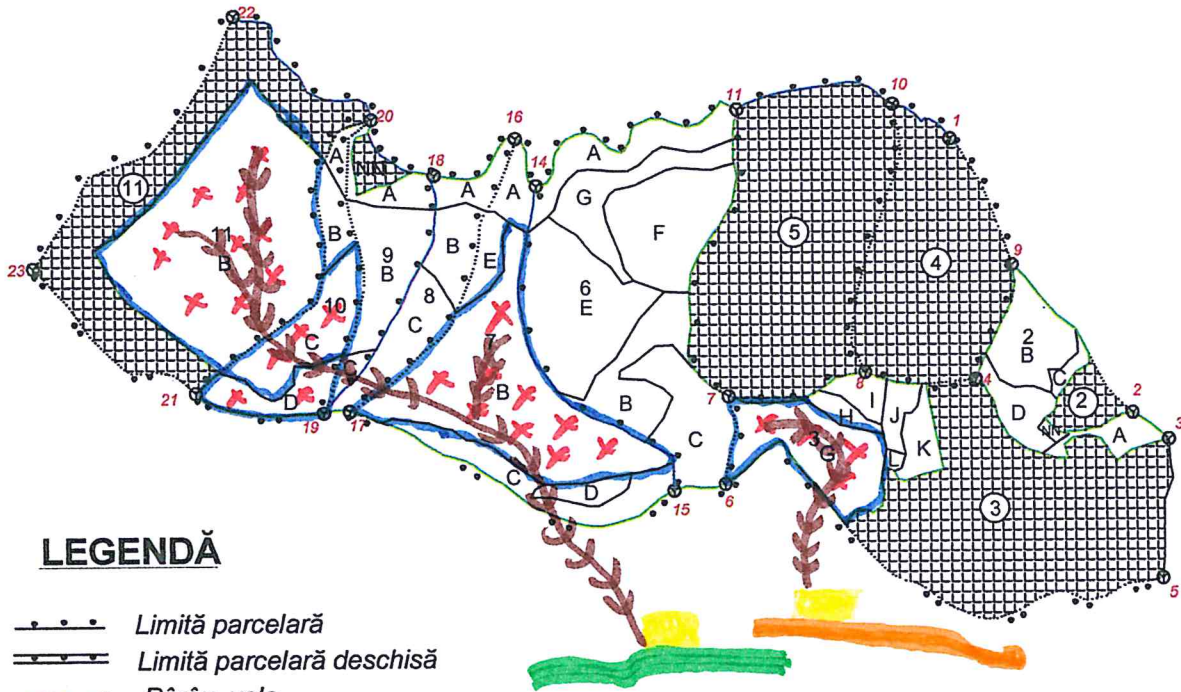 22
10
11
20
1
16
18
14
A
A
NN
A
A
A
11
G
F
5
4
9
B
9
B
B
E
6
E
23
11
B
10
8
C
2
B
C
7
B
8
4
2
2
D
NN
A
3
C
C
D
21
19
17
B
C
7
I
H
J
3
G
K
J
C
D
15
6
3
5
LEGENDĂ
Limită parcelară
Limită parcelară deschisă